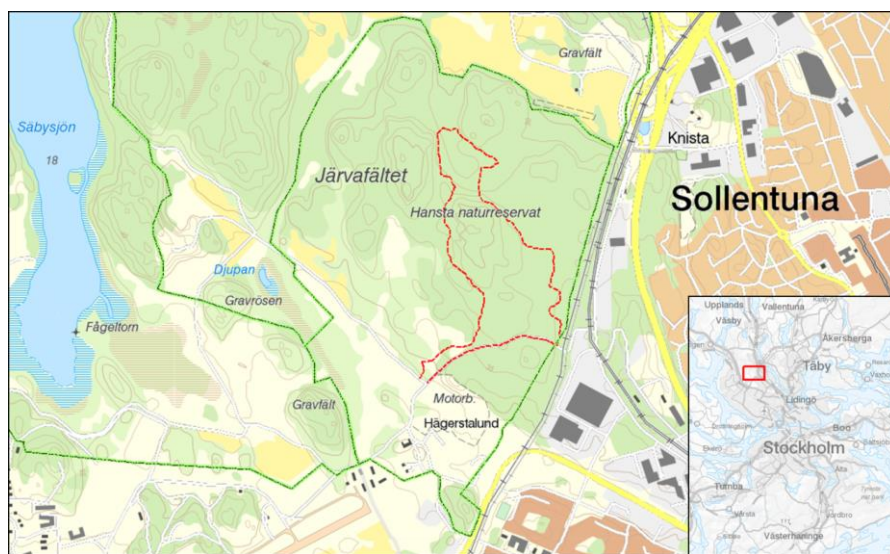 Gravfält
Säbysjön
18
Knista
Järvafältet
Sollentuna
Hansta naturreservat
Djupan
Gravrösen
Fågeltorn
Motorb.
Gravfält
Hägerstalund
Upplands
Väsby
Vallentuna
Åkersberga
Täby
Lidingö
Boo
Stockholm
Älta
Tumba
Västerhaninge